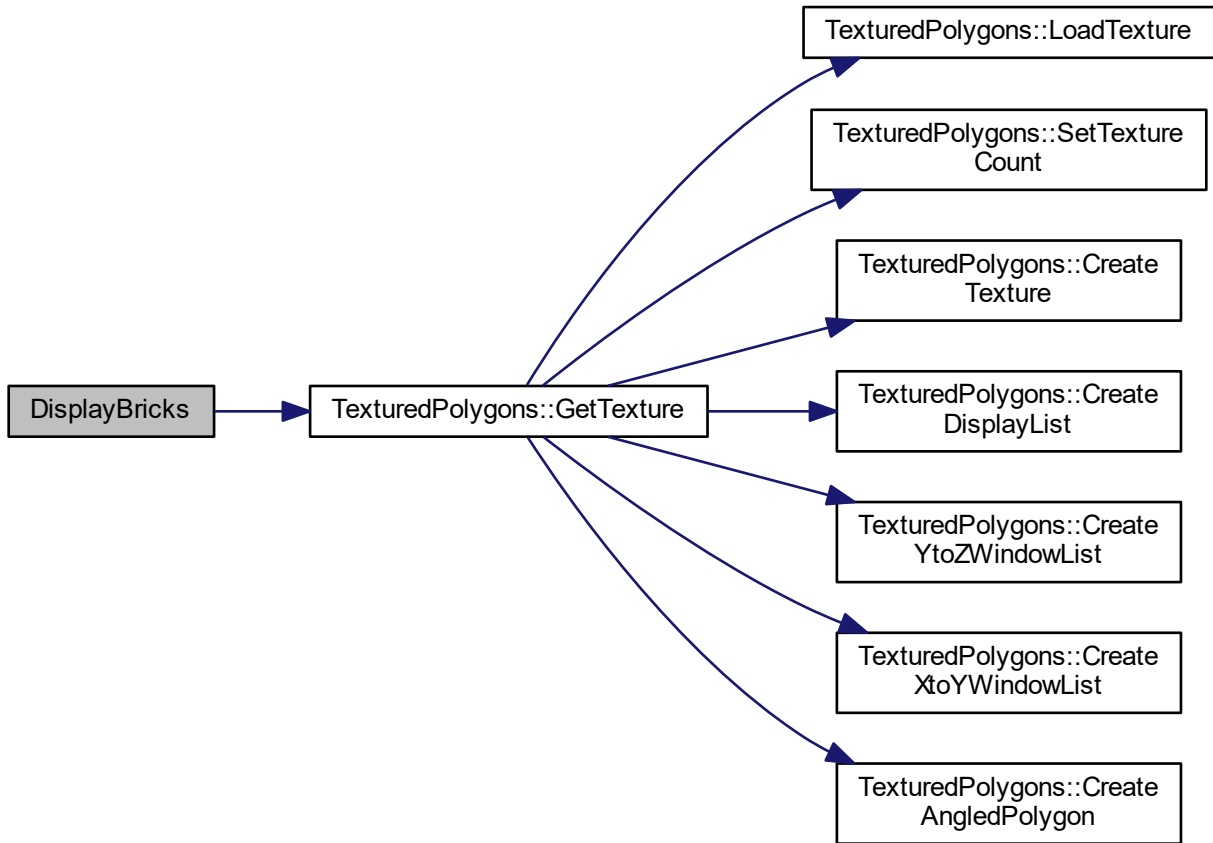 TexturedPolygons::LoadTexture
TexturedPolygons::SetTexture
Count
TexturedPolygons::Create
Texture
DisplayBricks
TexturedPolygons::GetTexture
TexturedPolygons::Create
DisplayList
TexturedPolygons::Create
YtoZWindowList
TexturedPolygons::Create
XtoYWindowList
TexturedPolygons::Create
AngledPolygon